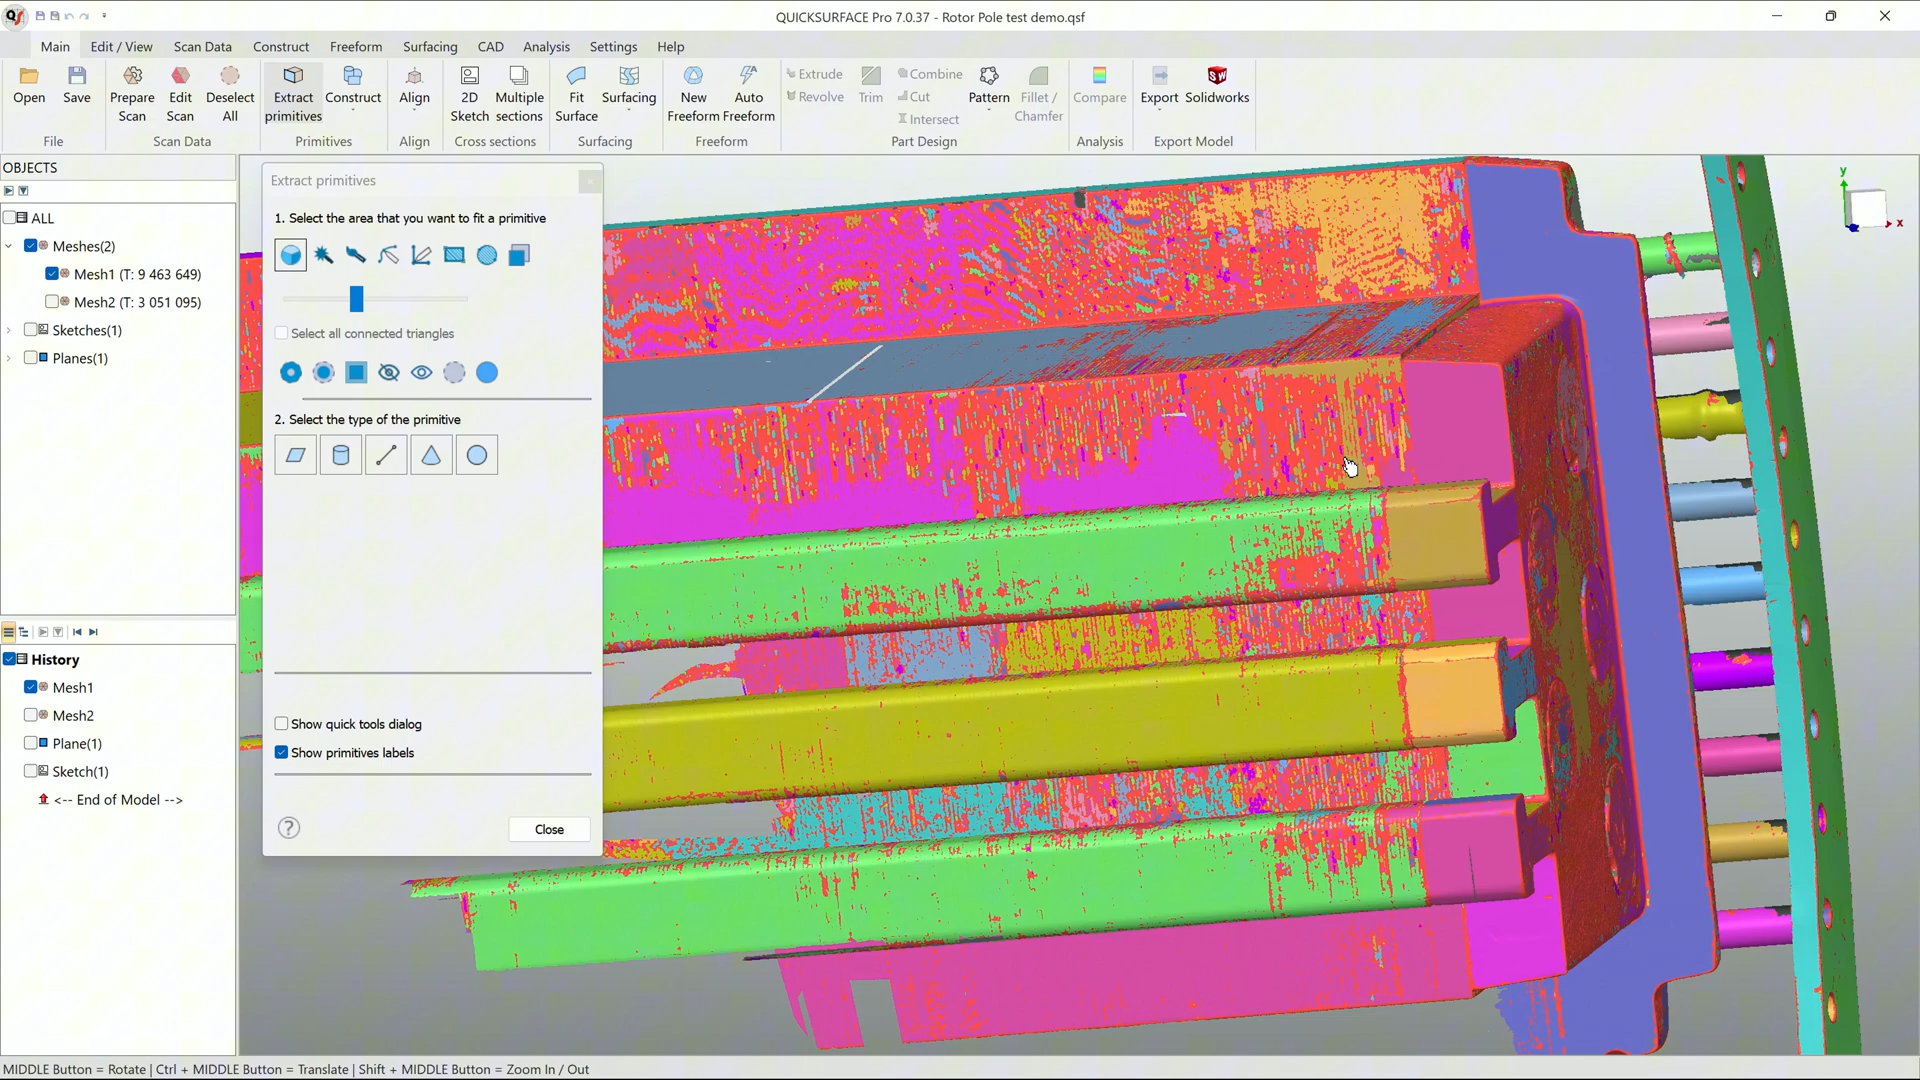 QUICKSURFACE Pro 7.0.37 - Rotor Pole test demo.qsf
Main Edit / View Scan Data Construct Freeform Surfacing CAD Analysis Settings Help
Open Save Prepare Scan Edit Scan Deselect All Extract primitives Construct Align 2D Sketch Multiple sections Fit Surface Surfacing New Freeform Auto Freeform Extrude Revolve Trim Combine Cut Intersect Pattern Fillet / Chamfer Compare Export Solidworks
File Scan Data Primitives Align Cross sections Surfacing Freeform Part Design Analysis Export Model
OBJECTS
ALL
Meshes(2)
Mesh1 (T: 9 463 649)
Mesh2 (T: 3 051 095)
Sketches(1)
Planes(1)
History
Mesh1
Mesh2
Plane(1)
Sketch(1)
<-- End of Model -->
Extract primitives
1. Select the area that you want to fit a primitive
Select all connected triangles
2. Select the type of the primitive
Show quick tools dialog
Show primitives labels
?
Close
y
x
MIDDLE Button = Rotate | Ctrl + MIDDLE Button = Translate | Shift + MIDDLE Button = Zoom In / Out